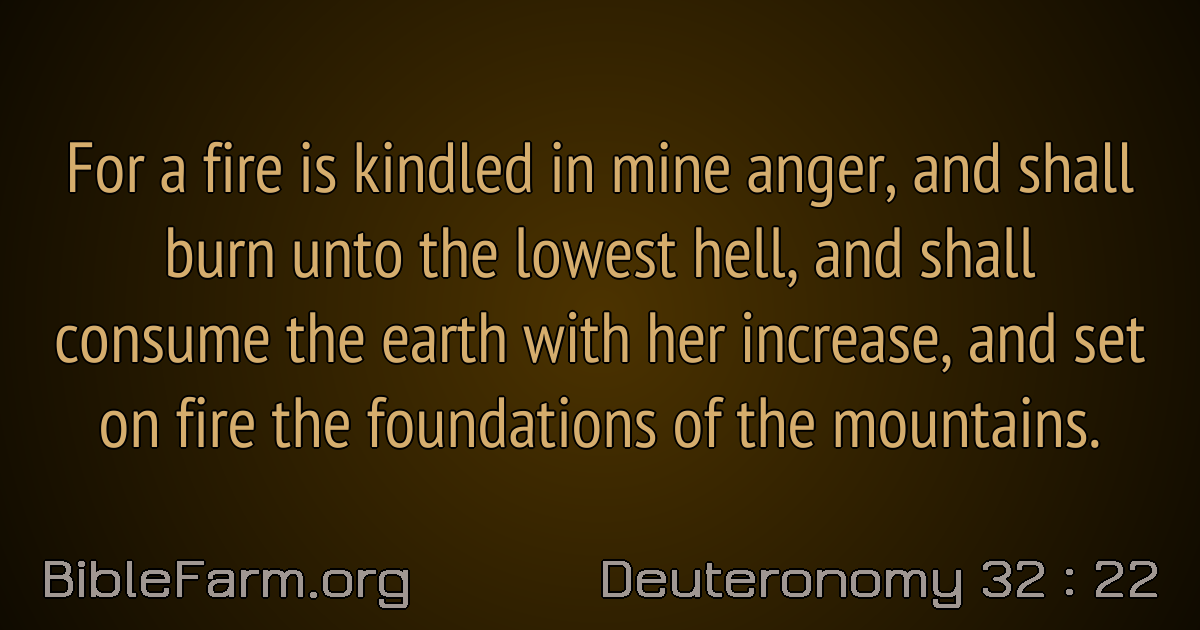 For a fire is kindled in mine anger, and shall
burn unto the lowest hell, and shall
consume the earth with her increase, and set
on fire the foundations of the mountains.
BibleFarm.org
Deuteronomy 32 : 22